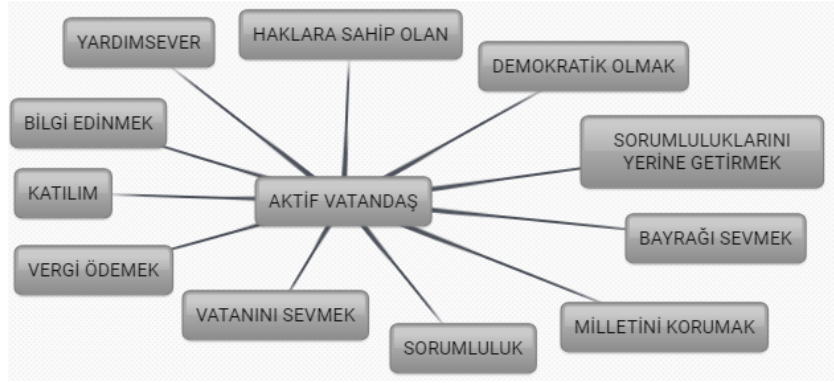 YARDIMSEVER
HAKLARA SAHİP OLAN
DEMOKRATİK OLMAK
BİLGİ EDİNMEK
SORUMLULUKLARINI
YERİNE GETİRMEK
KATILIM
AKTİF VATANDAŞ
BAYRAĞI SEVMEK
VERGİ ÖDEMEK
VATANINI SEVMEK
MİLLETİNİ KORUMAK
SORUMLULUK